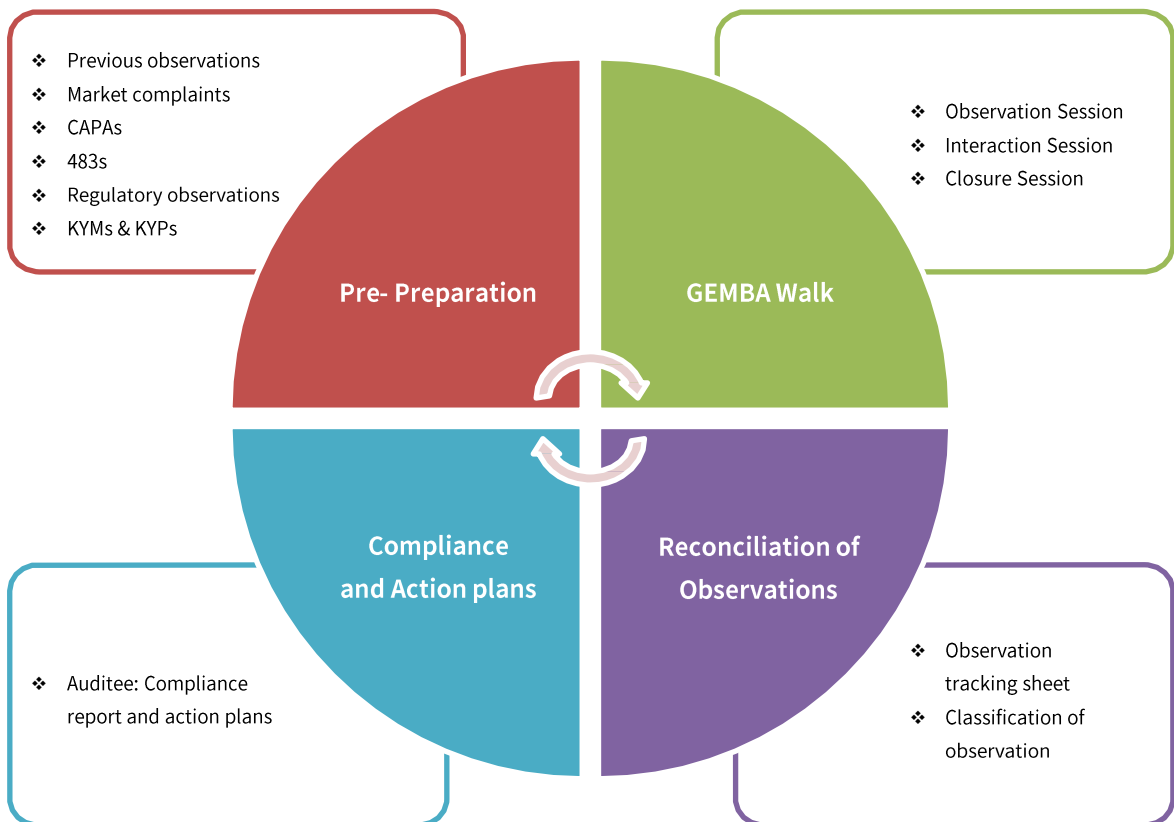 ❖ Previous observations
❖ Market complaints
❖ CAPAs
❖ 483s
❖ Regulatory observations
❖ KYMs & KYPs
Pre- Preparation
❖ Observation Session
❖ Interaction Session
❖ Closure Session
GEMBA Walk
Compliance
and Action plans
❖ Auditee: Compliance
report and action plans
Reconciliation of
Observations
❖ Observation
tracking sheet
❖ Classification of
observation